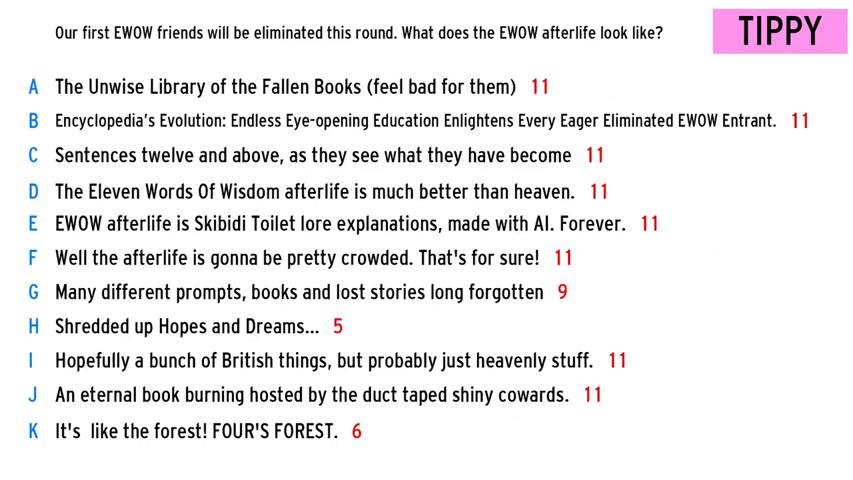 Our first EWOW friends will be eliminated this round. What does the EWOW afterlife look like?
TIPPY
A The Unwise Library of the Fallen Books (feel bad for them) 11
B Encyclopedia's Evolution: Endless Eye-opening Education Enlightens Every Eager Eliminated EWOW Entrant. 11
C Sentences twelve and above, as they see what they have become 11
D The Eleven Words Of Wisdom afterlife is much better than heaven. 11
E EWOW afterlife is Skibidi Toilet lore explanations, made with AI. Forever. 11
F Well the afterlife is gonna be pretty crowded. That's for sure! 11
G Many different prompts, books and lost stories long forgotten 9
H Shredded up Hopes and Dreams... 5
I Hopefully a bunch of British things, but probably just heavenly stuff. 11
J An eternal book burning hosted by the duct taped shiny cowards. 11
K It's like the forest! FOUR'S FOREST. 6